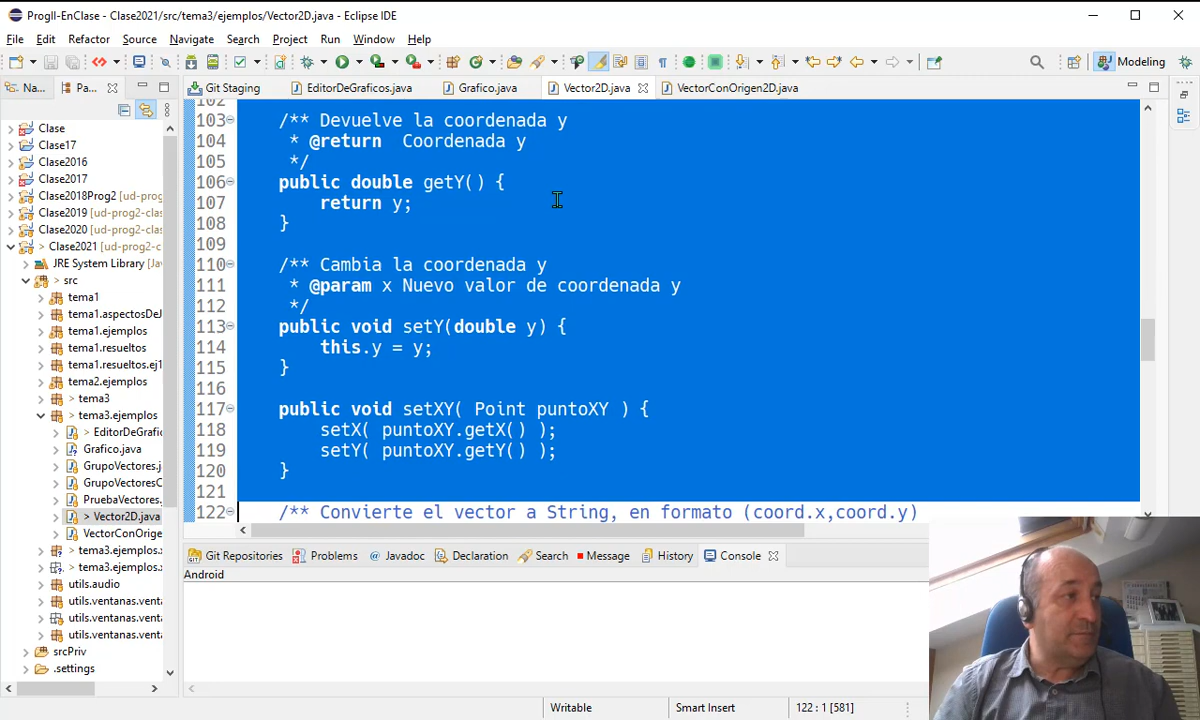 ProgII-EnClase - Clase2021/src/tema3/ejemplos/Vector2D.java - Eclipse IDE
File Edit Refactor Source Navigate Search Project Run Window Help
Modeling
Na... Pa...
Git Staging EditorDeGraficos.java Grafico.java Vector2D.java VectorConOrigen2D.java
Clase
Clase17
Clase2016
Clase2017
Clase2018Prog2 [ud-prog2-clas
Clase2019 [ud-prog2-clas
Clase2020 [ud-prog2-clas
> Clase2021 [ud-prog2-c
JRE System Library [Jav
> src
tema1
tema1.aspectosDeJ
tema1.ejemplos
tema1.resueltos
tema1.resueltos.ej1
tema2.ejemplos
> tema3
> tema3.ejemplos
> EditorDeGrafic
Grafico.java
GrupoVectores.j
GrupoVectoresC
PruebaVectores.
> Vector2D.java
VectorConOrige
> tema3.ejemplos.x
> tema3.ejemplos.x
utils.audio
utils.ventanas.venta
utils.ventanas.venta
utils.ventanas.venta
srcPriv
.settings
102
103 /** Devuelve la coordenada y
104 * @return Coordenada y
105 */
106 public double getY() {
107 return y;
108 }
109
110 /** Cambia la coordenada y
111 * @param x Nuevo valor de coordenada y
112 */
113 public void setY(double y) {
114 this.y = y;
115 }
116
117 public void setXY( Point puntoXY ) {
118 setX( puntoXY.getX() );
119 setY( puntoXY.getY() );
120 }
121
122 /** Convierte el vector a String, en formato (coord.x,coord.y)
Git Repositories Problems Javadoc Declaration Search Message History Console
Android
Writable Smart Insert 122 : 1 [581]